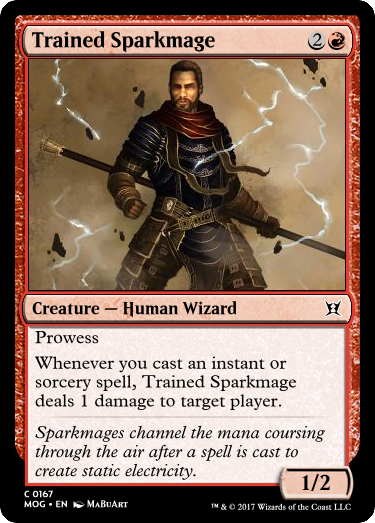 Trained Sparkmage 2
Creature — Human Wizard
Prowess
Whenever you cast an instant or
sorcery spell, Trained Sparkmage
deals 1 damage to target player.
Sparkmages channel the mana coursing
through the air after a spell is cast to
create static electricity.
1/2
C 0167
MOG • EN MaBuArt
™ & © 2017 Wizards of the Coast LLC